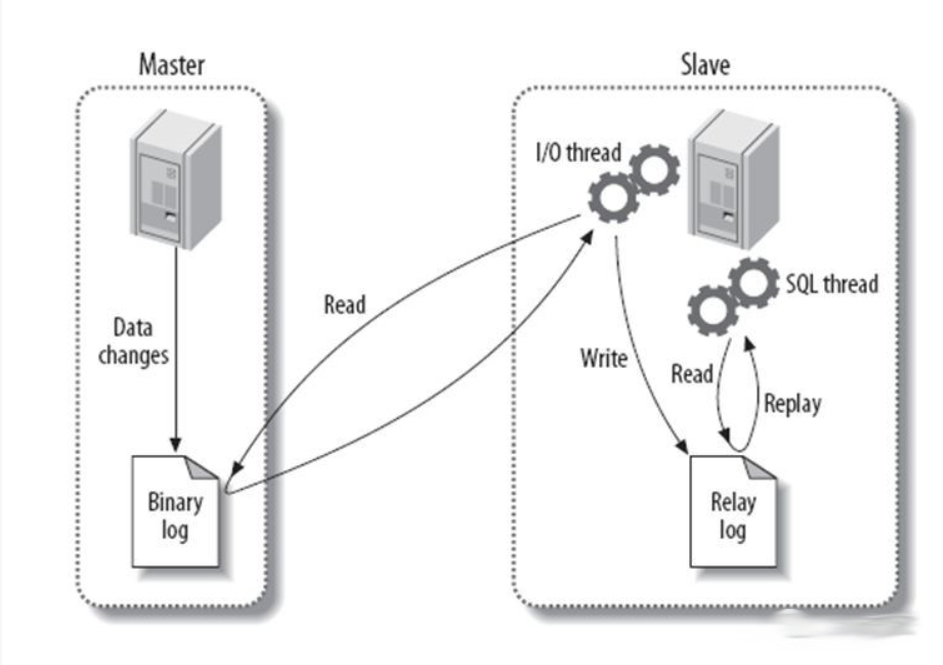 Master
Slave
I/O thread
SQL thread
Read
Data
changes
Write
Read
Replay
Binary
log
Relay
log